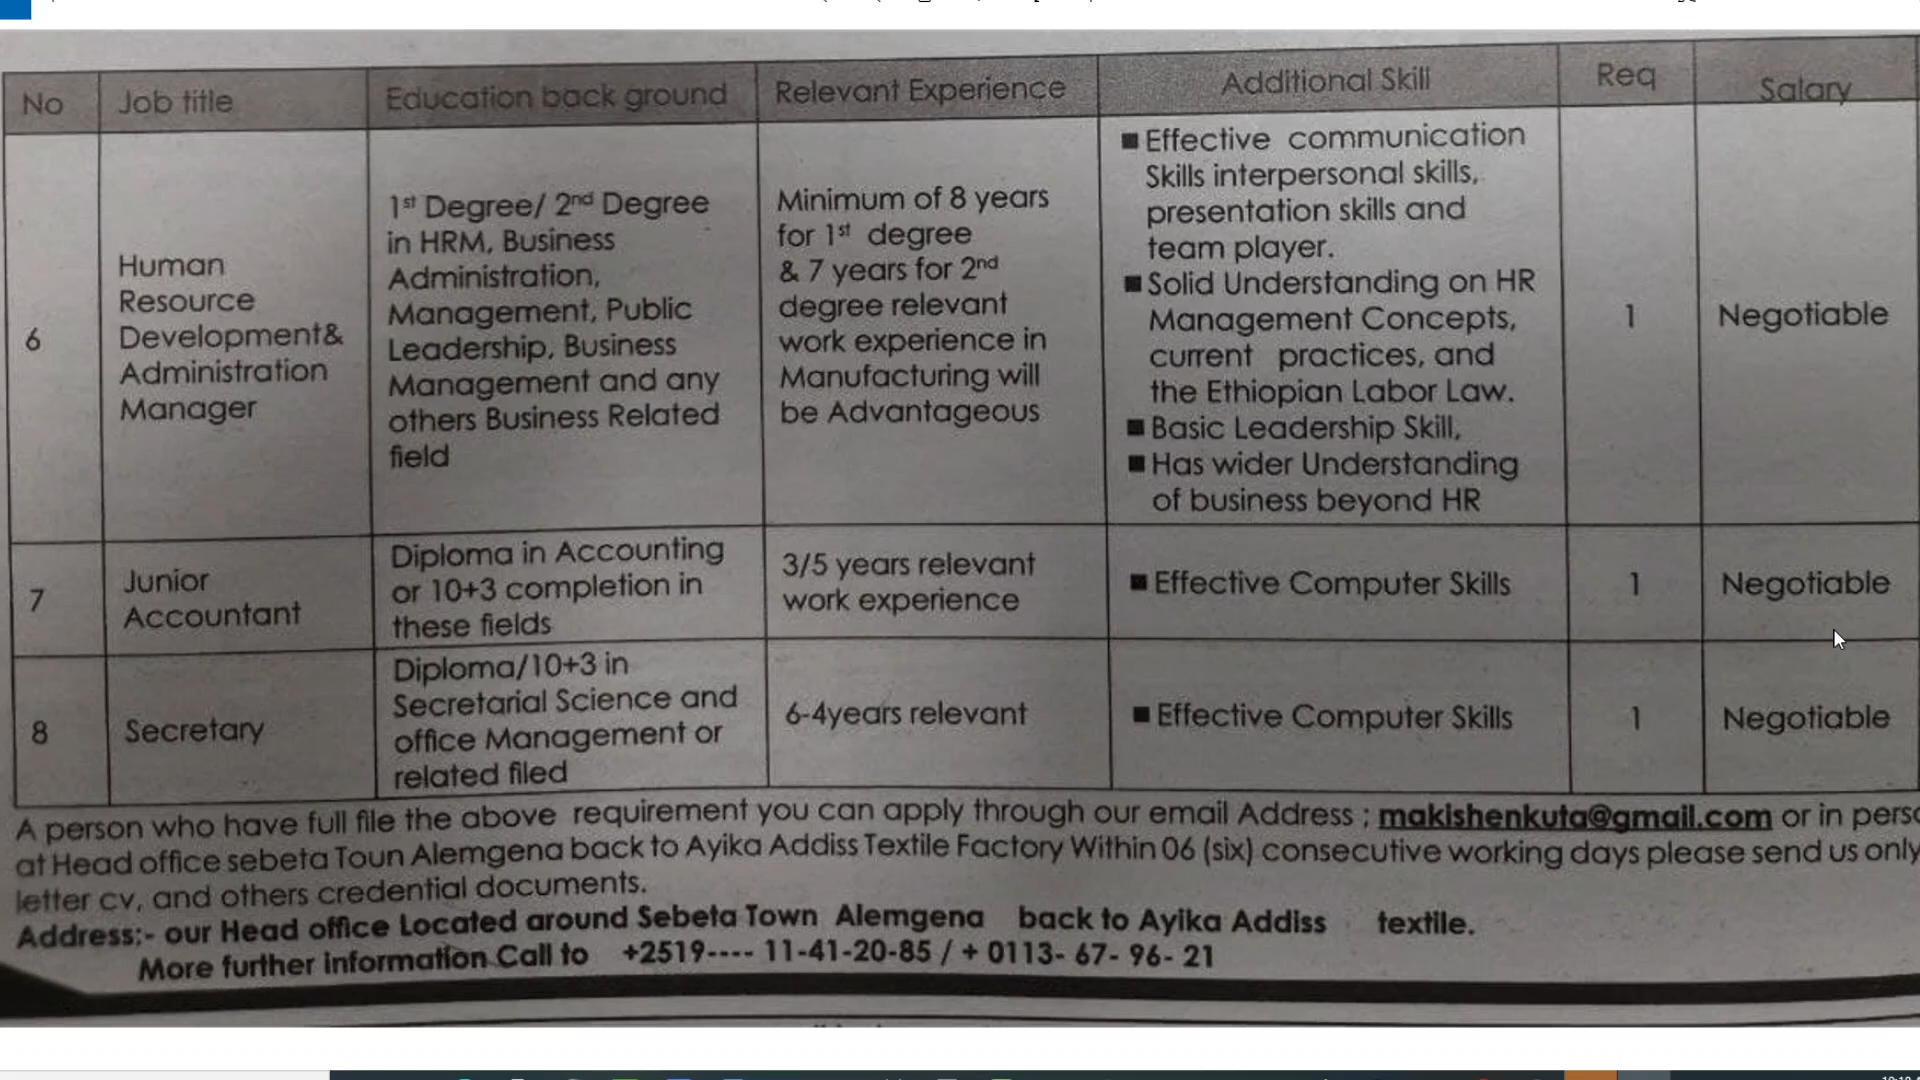 No Job title Education back ground Relevant Experience Additional Skill Req Salary
6
Human
Resource
Development&
Administration
Manager
1st Degree/ 2nd Degree
in HRM, Business
Administration,
Management, Public
Leadership, Business
Management and any
others Business Related
field
Minimum of 8 years
for 1st degree
& 7 years for 2nd
degree relevant
work experience in
Manufacturing will
be Advantageous
■ Effective communication
Skills interpersonal skills,
presentation skills and
team player.
■ Solid Understanding on HR
Management Concepts,
current practices, and
the Ethiopian Labor Law.
■ Basic Leadership Skill,
■ Has wider Understanding
of business beyond HR
1
Negotiable
7
Junior
Accountant
Diploma in Accounting
or 10+3 completion in
these fields
3/5 years relevant
work experience
■ Effective Computer Skills
1
Negotiable
8
Secretary
Diploma/10+3 in
Secretarial Science and
office Management or
related filed
6-4years relevant
■ Effective Computer Skills
1
Negotiable
A person who have full file the above requirement you can apply through our email Address ; makishenkuta@gmail.com or in perso
at Head office sebeta Toun Alemgena back to Ayika Addiss Textile Factory Within 06 (six) consecutive working days please send us only
letter cv, and others credential documents.
Address:- our Head office Located around Sebeta Town Alemgena back to Ayika Addiss textile.
More further information Call to +2519---- 11-41-20-85 / + 0113- 67- 96- 21